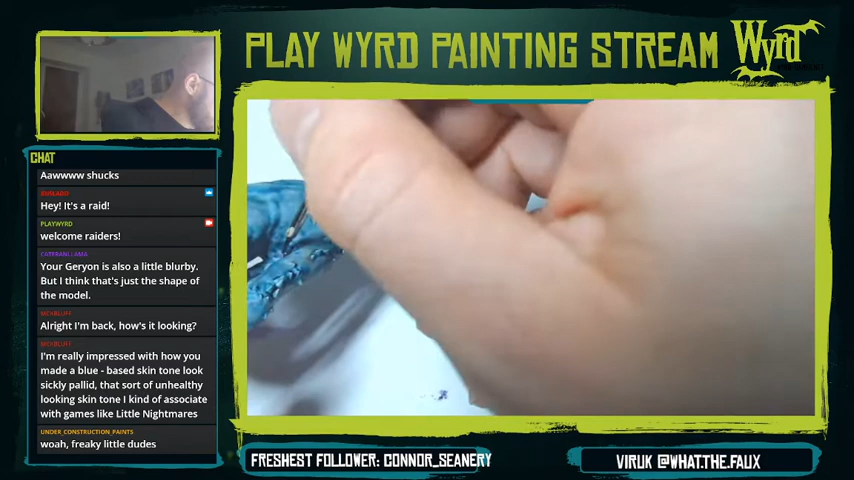 PLAY WYRD PAINTING STREAM
Wyrd
CHAT
Aawwww shucks
Hey! It's a raid!
PLAYWYRD
welcome raiders!
Your Geryon is also a little blurby.
But I think that's just the shape of
the model.
Alright I'm back, how's it looking?
I'm really impressed with how you
made a blue - based skin tone look
sickly pallid, that sort of unhealthy
looking skin tone I kind of associate
with games like Little Nightmares
UNDER_CONSTRUCTION_PAINTS
woah, freaky little dudes
FRESHEST FOLLOWER: CONNOR_SEANERY
VIRUK @WHAT.THE.FAUX